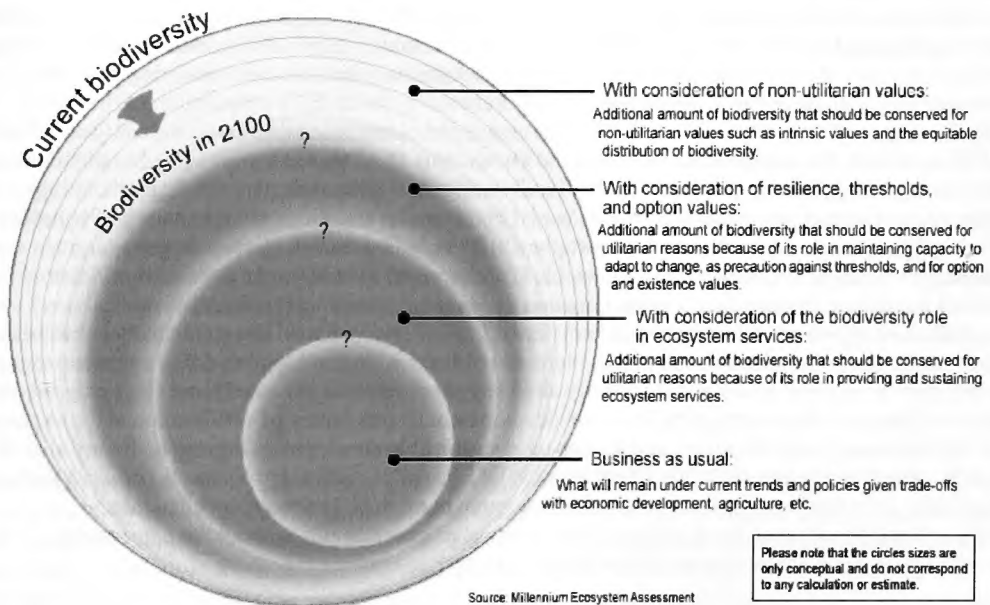 Current biodiversity
Biodiversity in 2100
?
?
?
With consideration of non-utilitarian values:
Additional amount of biodiversity that should be conserved for
non-utilitarian values such as intrinsic values and the equitable
distribution of biodiversity.
With consideration of resilience, thresholds,
and option values:
Additional amount of biodiversity that should be conserved for
utilitarian reasons because of its role in maintaining capacity to
adapt to change, as precaution against thresholds, and for option
and existence values.
With consideration of the biodiversity role
in ecosystem services:
Additional amount of biodiversity that should be conserved for
utilitarian reasons because of its role in providing and sustaining
ecosystem services.
Business as usual:
What will remain under current trends and policies given trade-offs
with economic development, agriculture, etc.
Please note that the circles sizes are
only conceptual and do not correspond
to any calculation or estimate.
Source: Millennium Ecosystem Assessment